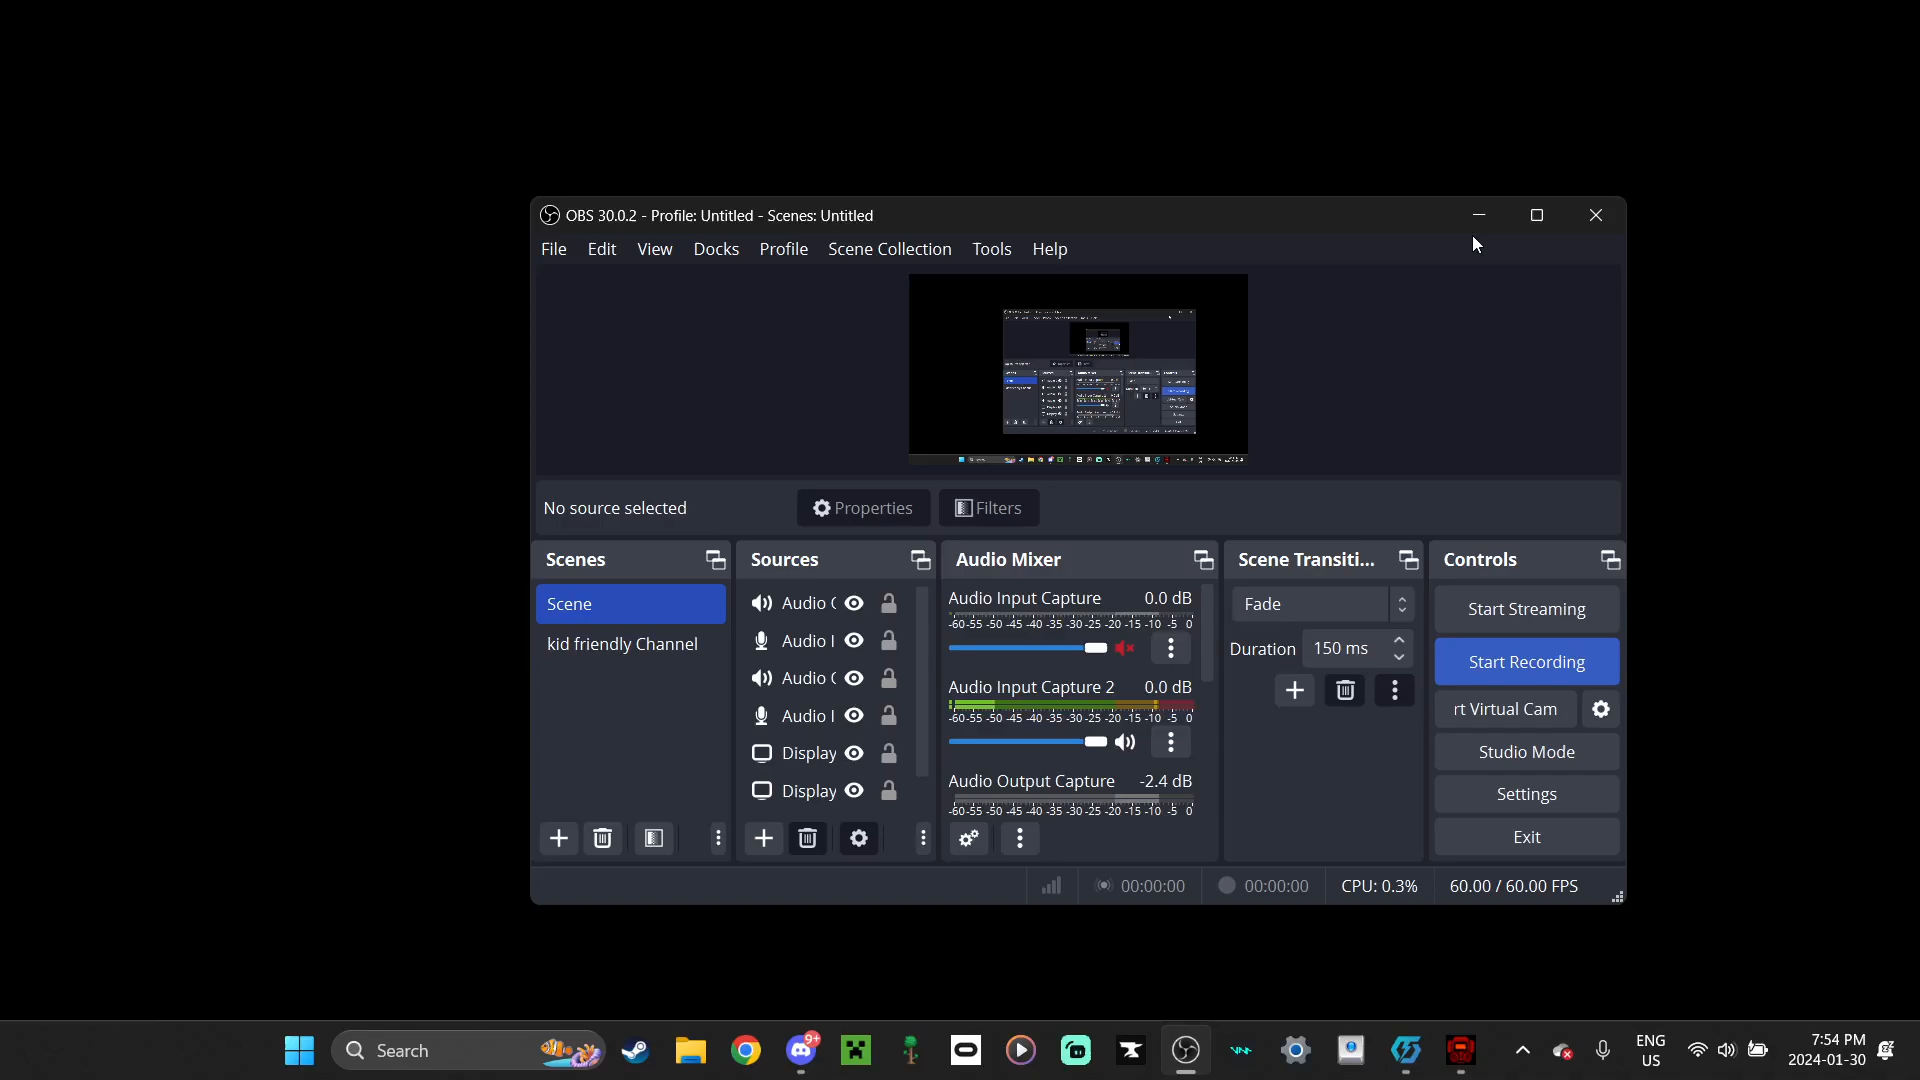 OBS 30.0.2 - Profile: Untitled - Scenes: Untitled
File Edit View Docks Profile Scene Collection Tools Help
No source selected
Properties
Filters
Scenes
Scene
kid friendly Channel
Sources
Audio
Audio I
Audio
Audio I
Display
Display
Audio Mixer
Audio Input Capture 0.0 dB
-60 -55 -50 -45 -40 -35 -30 -25 -20 -15 -10 -5 0
Audio Input Capture 2 0.0 dB
-60 -55 -50 -45 -40 -35 -30 -25 -20 -15 -10 -5 0
Audio Output Capture -2.4 dB
-60 -55 -50 -45 -40 -35 -30 -25 -20 -15 -10 -5 0
Scene Transiti...
Fade
Duration 150 ms
Controls
Start Streaming
Start Recording
rt Virtual Cam
Studio Mode
Settings
Exit
00:00:00
00:00:00
CPU: 0.3%
60.00 / 60.00 FPS
Search
9+
ENG
US
7:54 PM
2024-01-30